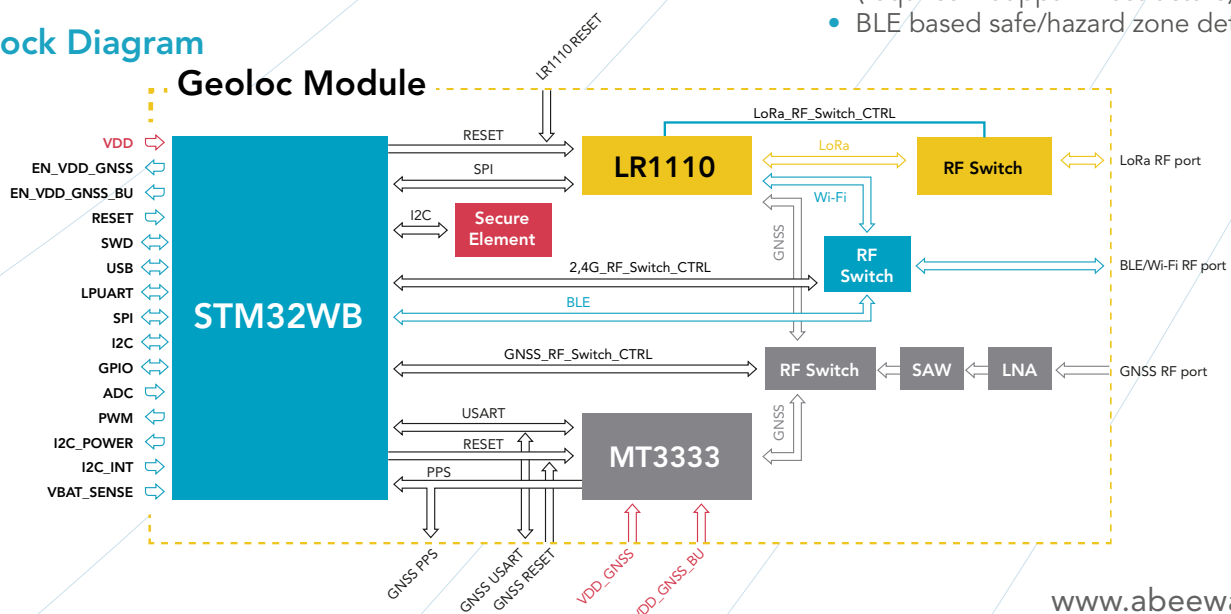 BLE based safe/hazard zone
ock Diagram
Geoloc Module
LR1110 RESET
VDD
EN_VDD_GNSS
EN_VDD_GNSS_BU
RESET
SWD
USB
LPUART
SPI
I2C
GPIO
ADC
PWM
I2C_POWER
I2C_INT
VBAT_SENSE
STM32WB
RESET
SPI
I2C
Secure
Element
2,4G_RF_Switch_CTRL
BLE
GNSS_RF_Switch_CTRL
USART
RESET
PPS
LR1110
LoRa_RF_Switch_CTRL
LoRa
RF Switch
LoRa RF port
Wi-Fi
GNSS
RF
Switch
BLE/Wi-Fi RF port
RF Switch
SAW
LNA
GNSS RF port
GNSS
MT3333
GNSS PPS
GNSS USART
GNSS RESET
VDD_GNSS
VDD_GNSS_BU
www.abeewa